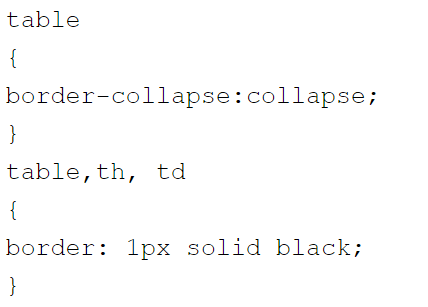 table
{
border-collapse:collapse;
}
table,th, td
{
border: 1px solid black;
}